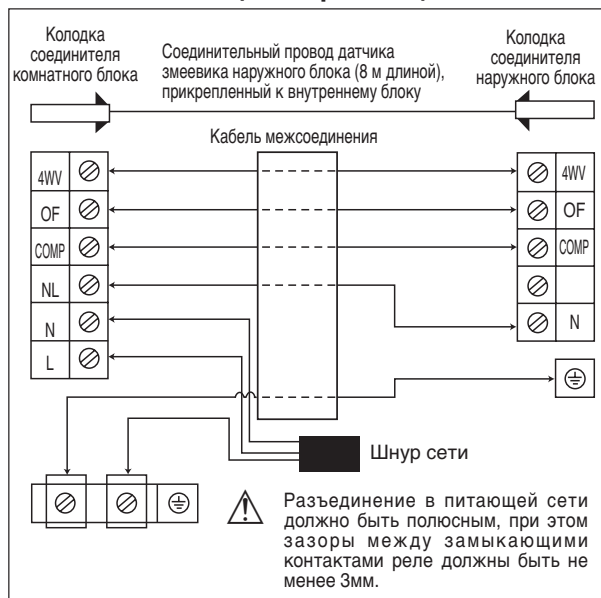 Колодка
соединителя
комнатного блока
Соединительный провод датчика
змеевика наружного блока (8 м длиной),
прикрепленный к внутреннему блоку
Колодка
соединителя
наружного блока
Кабель межсоединения
4WV
OF
COMP
NL
N
L
4WV
OF
COMP
N
Шнур сети
Разъединение в питающей сети
должно быть полюсным, при этом
зазоры между замыкающими
контактами реле должны быть не
менее 3мм.